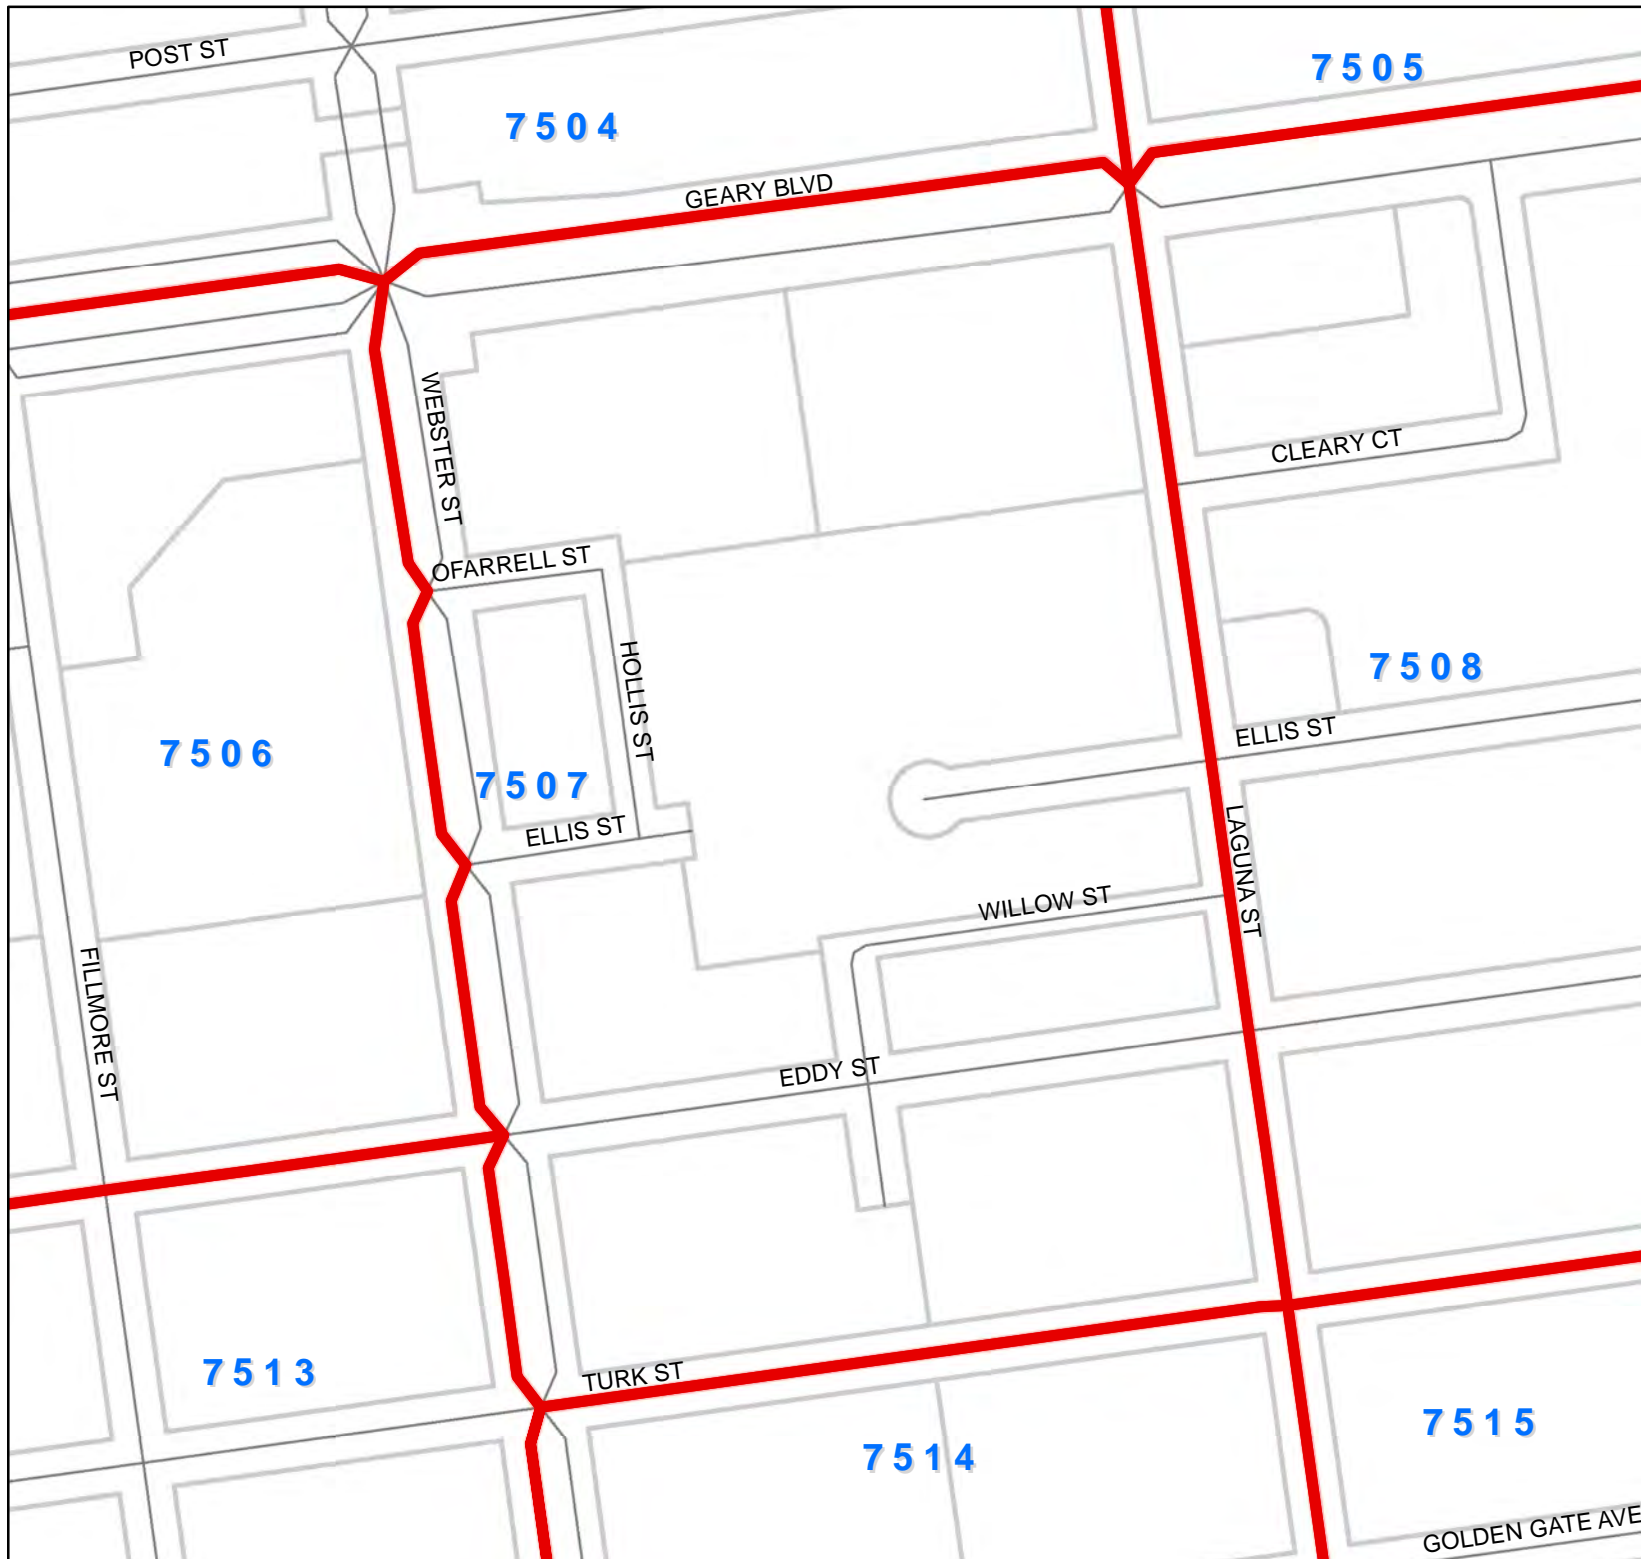 POST ST
7505
7504
GEARY BLVD
WEBSTER ST
CLEARY CT
OFARRELL ST
HOLLIS ST
7508
7506
ELLIS ST
7507
ELLIS ST
LAGUNA ST
WILLOW ST
FILLMORE ST
EDDY ST
7513
TURK ST
7515
7514
GOLDEN GATE AVE